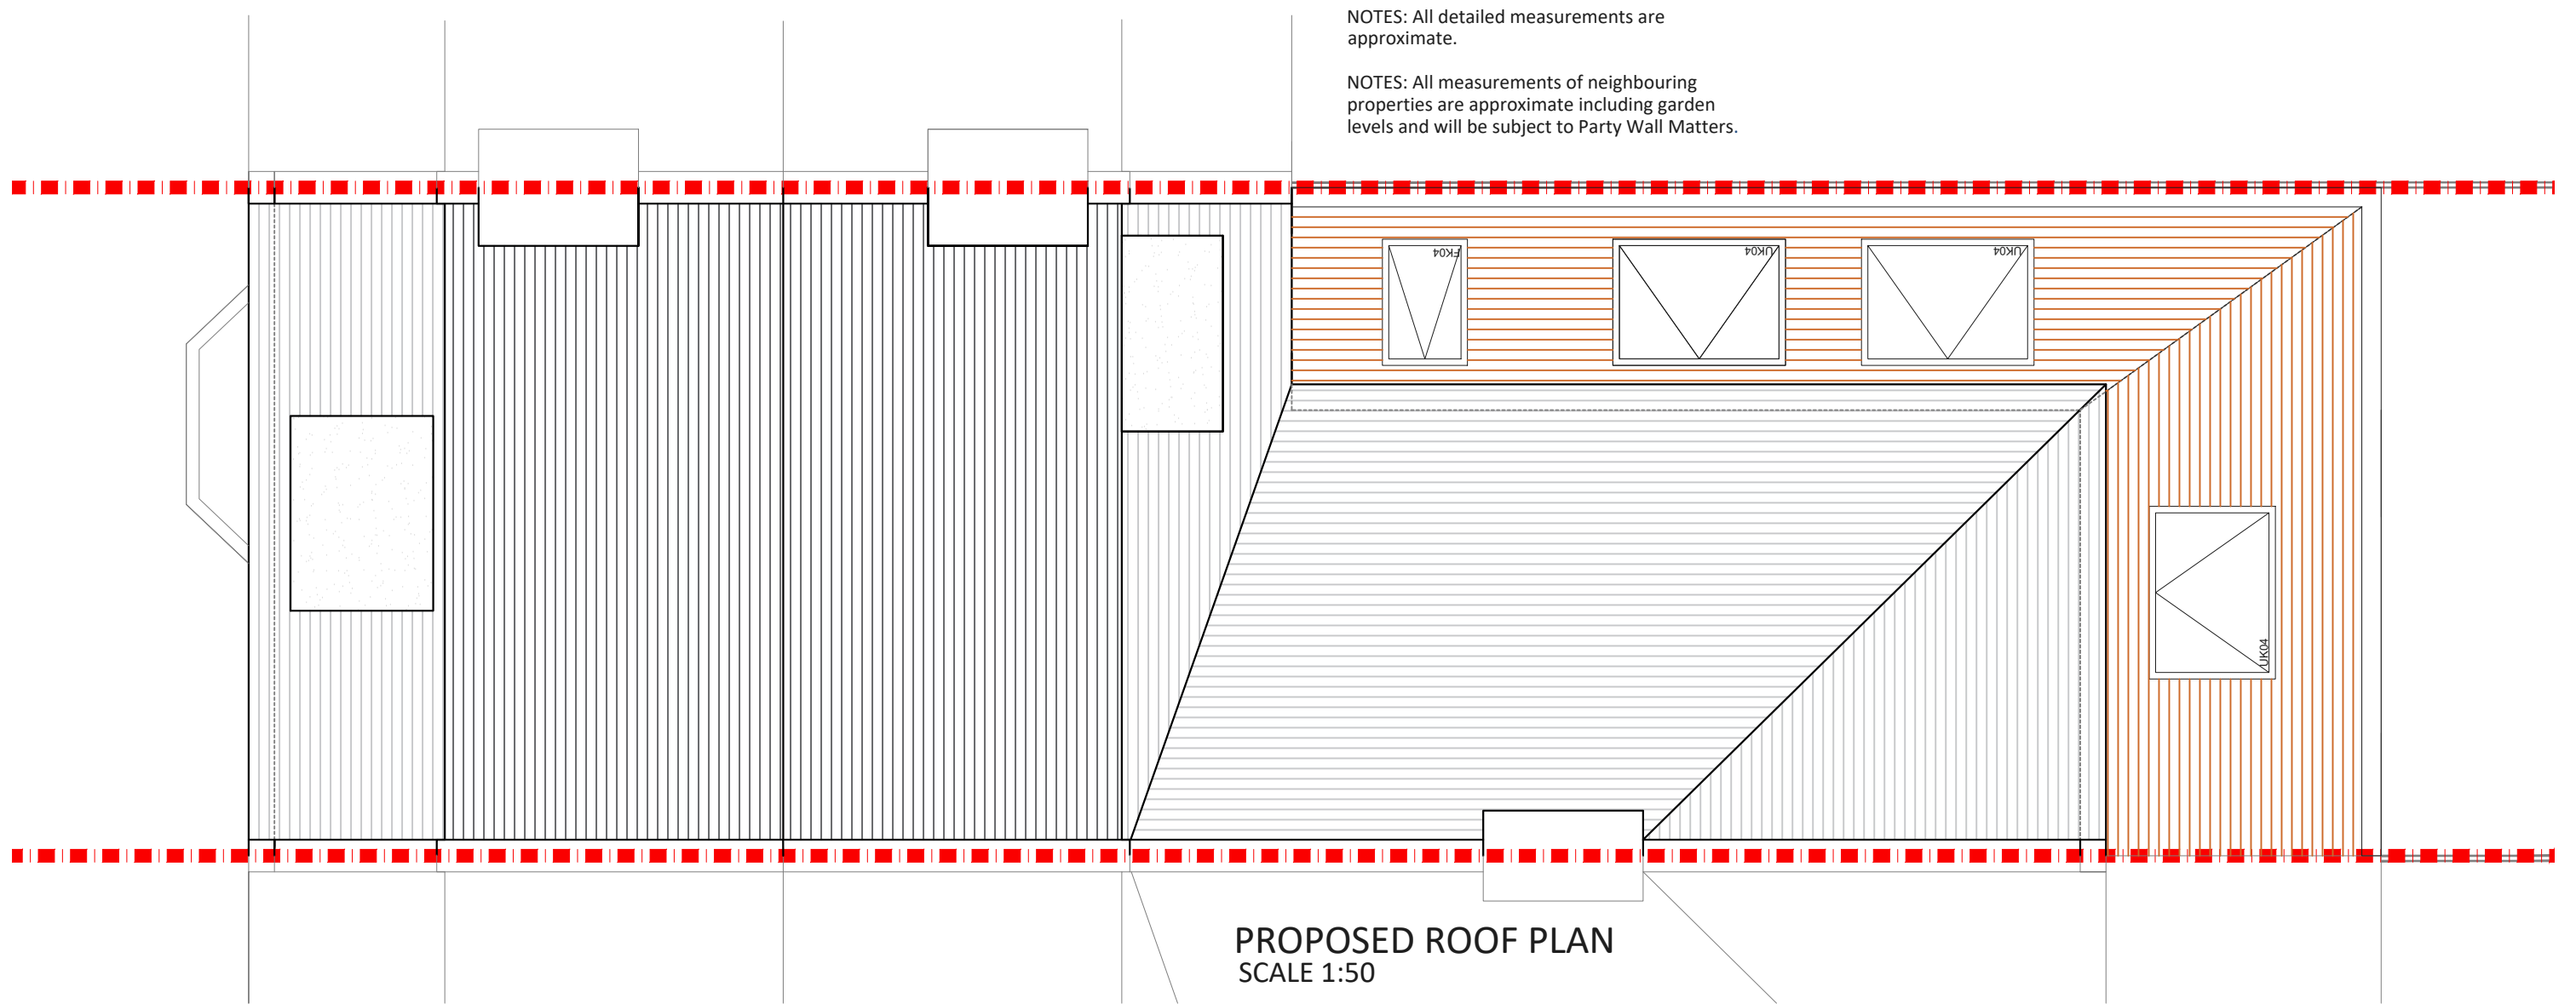 NOTES: All detailed measurements are
approximate.
NOTES: All measurements of neighbouring
properties are approximate including garden
levels and will be subject to Party Wall Matters.
FK04
UK04
UK04
UK04
PROPOSED ROOF PLAN
SCALE 1:50